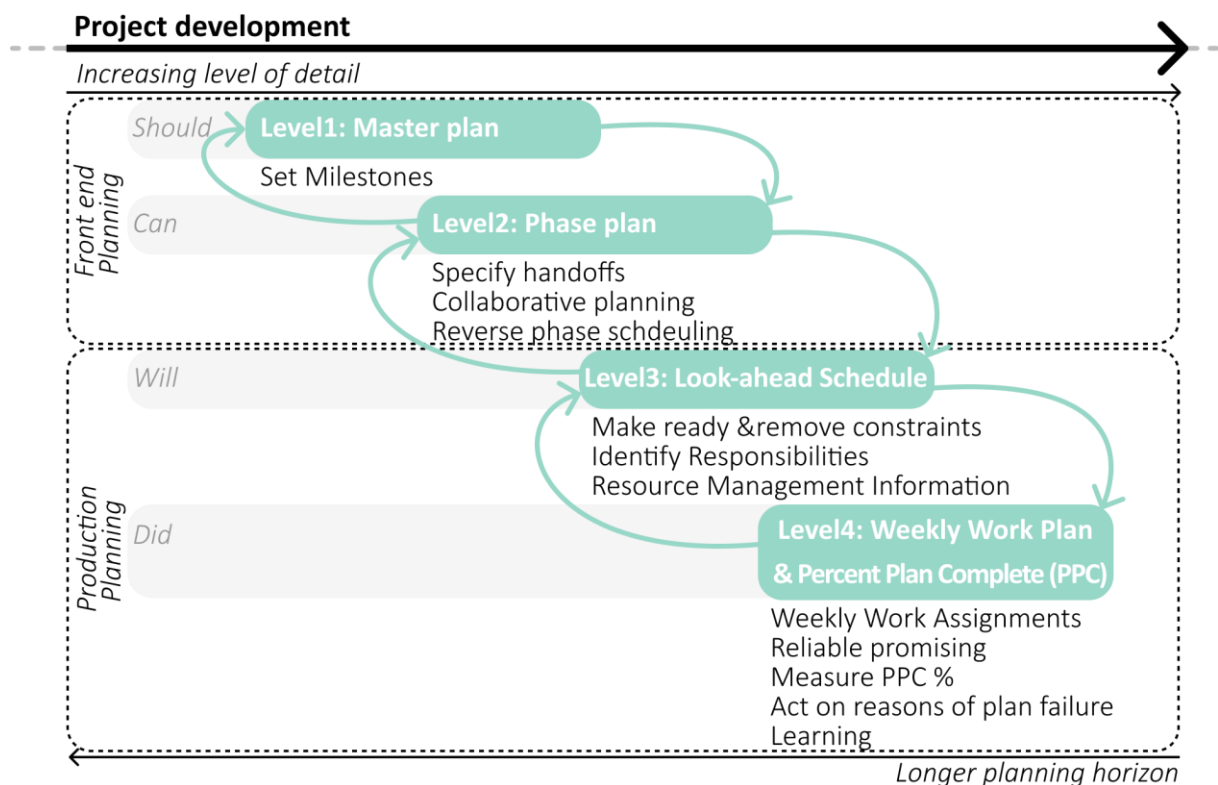 Project development
Increasing level of detail
Front end
Planning
Should
Level1: Master plan
Set Milestones
Can
Level2: Phase plan
Specify handoffs
Collaborative planning
Reverse phase schdeuling
Production
Planning
Will
Level3: Look-ahead Schedule
Make ready &remove constraints
Identify Responsibilities
Resource Management Information
Did
Level4: Weekly Work Plan
& Percent Plan Complete (PPC)
Weekly Work Assignments
Reliable promising
Measure PPC %
Act on reasons of plan failure
Learning
Longer planning horizon